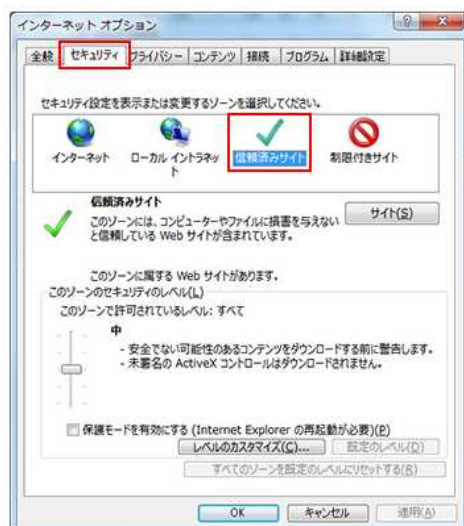 インターネット オプション
全般 セキュリティ プライバシー コンテンツ 接続 プログラム 詳細設定
セキュリティ設定を表示または変更するゾーンを選択してください。
インターネット ローカル イントラネット 信頼済みサイト 制限付きサイト
信頼済みサイト
サイト(S)
このゾーンには、コンピューターやファイルに損害を与えない
と信頼している Web サイトが含まれています。
このゾーンに属する Web サイトがあります。
このゾーンのセキュリティのレベル(L)
このゾーンで許可されているレベル: すべて
中
- 安全でない可能性のあるコンテンツをダウンロードする前に警告します。
- 未署名の ActiveX コントロールはダウンロードされません。
保護モードを有効にする (Internet Explorer の再起動が必要)(P)
レベルのカスタマイズ(C)... 既定のレベル(D)
すべてのゾーンを既定のレベルにリセットする(R)
OK キャンセル 適用(A)